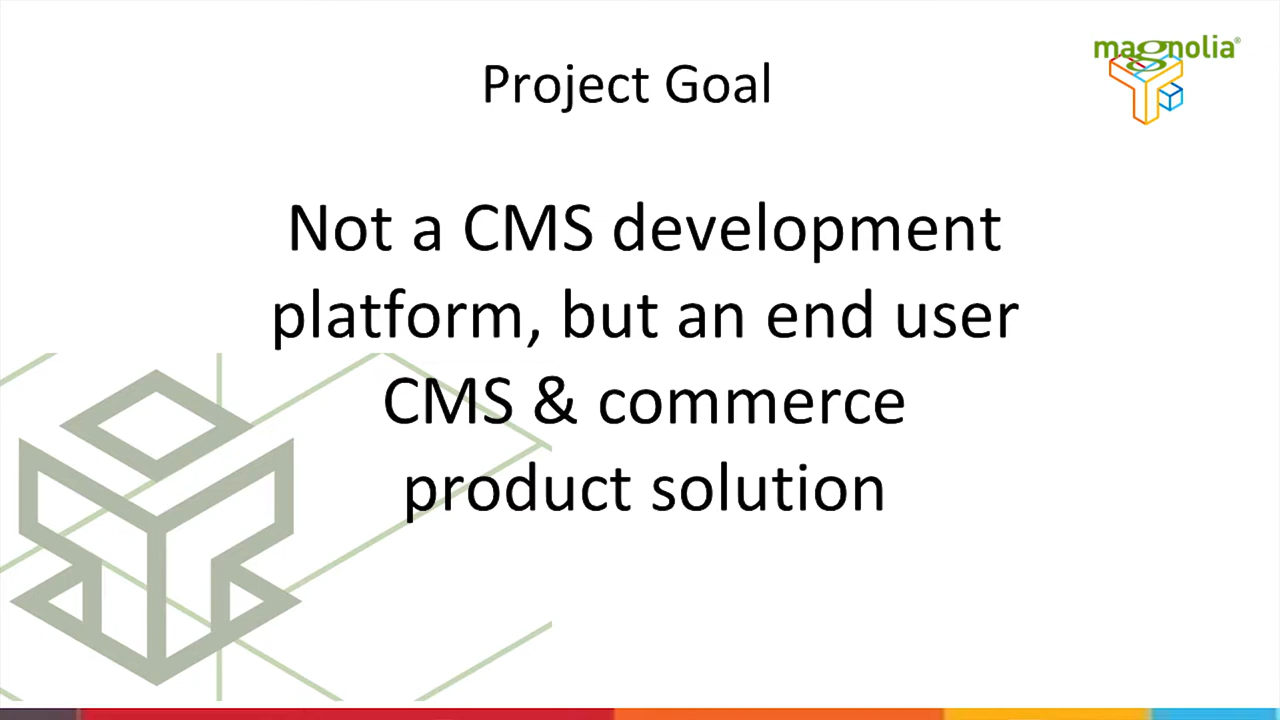 magnolia®
Project Goal
Not a CMS development
platform, but an end user
CMS & commerce
product solution